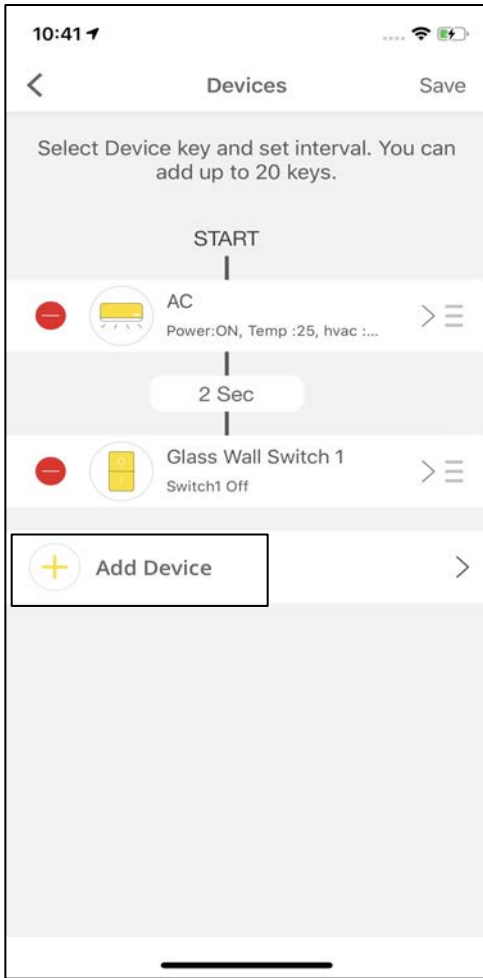 10:41
Devices
Save
Select Device key and set interval. You can
add up to 20 keys.
START
AC
Power:ON, Temp :25, hvac :...
2 Sec
Glass Wall Switch 1
Switch1 Off
Add Device